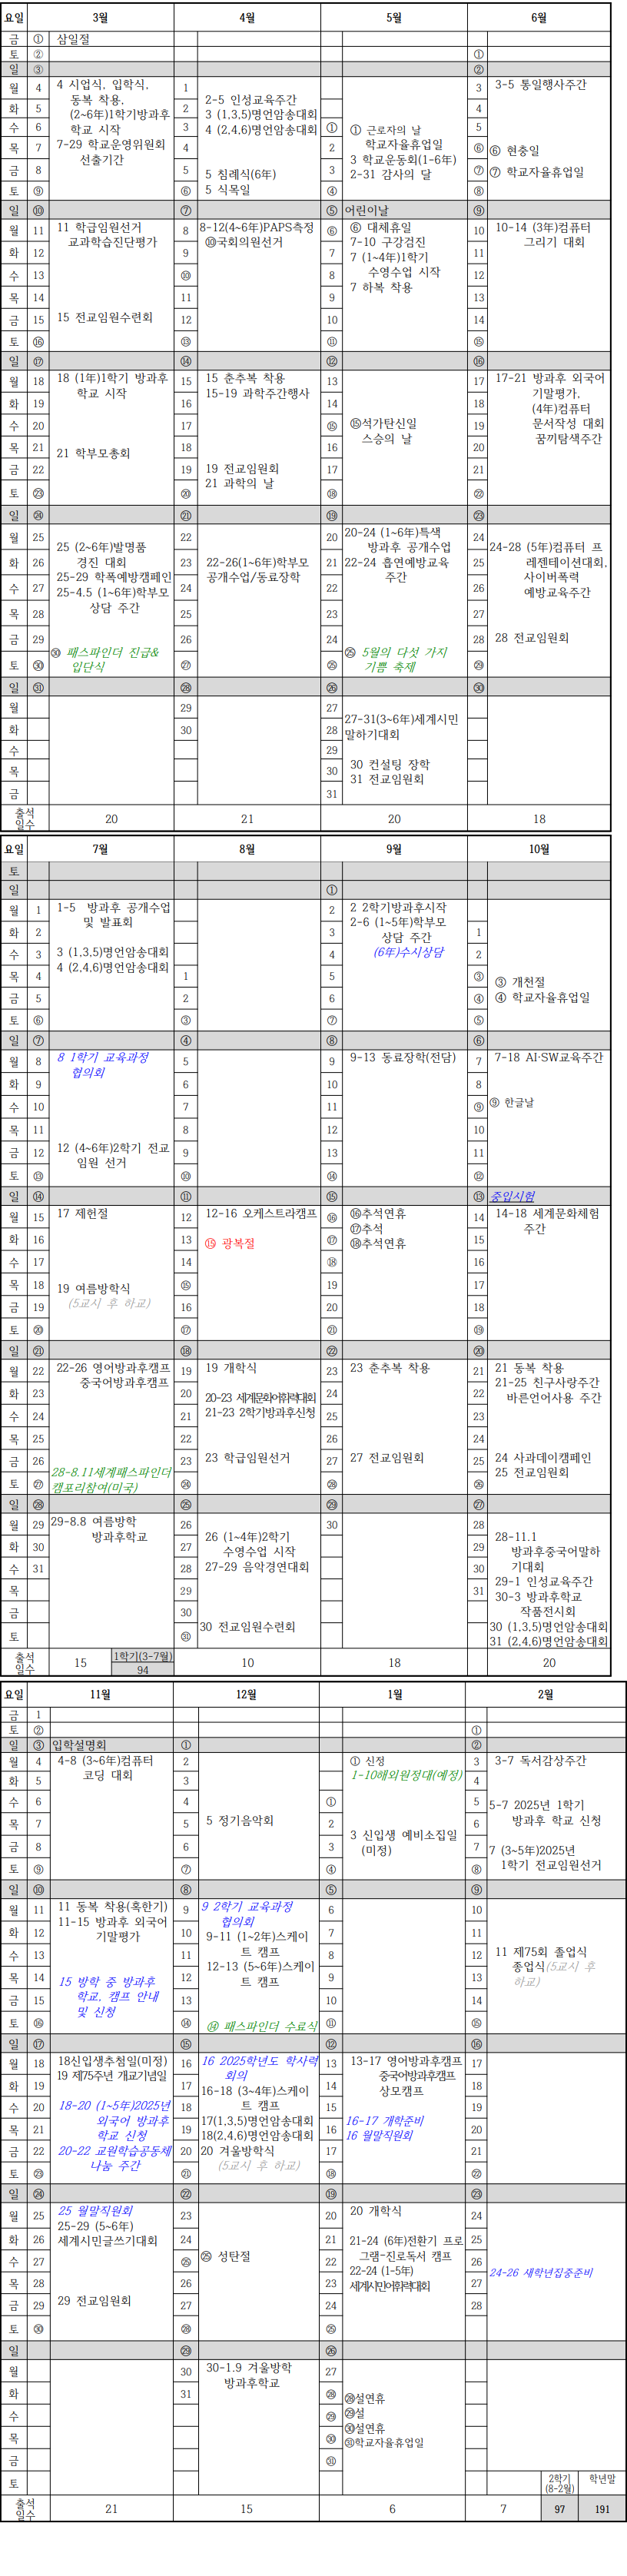 요일 3월 4월 5월 6월
금 ① 삼일절
토 ② ①
일 ③ ②
월 4 4 시업식, 입학식, 1 3 3-5 통일행사주간
동복 착용,
화 5 (2~6年)1학기방과후 2 2-5 인성교육주간 4
3 (1,3,5)명언암송대회
수 6 학교 시작 3 4 (2,4,6)명언암송대회 ① ① 근로자의 날 5
목 7 7-29 학교운영위원회 4 2 학교자율휴업일 ⑥ ⑥ 현충일
선출기간 3 학교운동회(1-6年)
금 8 5 5 침례식(6年) 3 2-31 감사의 달 ⑦ ⑦ 학교자율휴업일
토 ⑨ ⑥ 5 식목일 ④ ⑧
일 ⑩ ⑦ ⑤ 어린이날 ⑨
월 11 11 학급임원선거 8 8-12(4~6年)PAPS측정 ⑥ ⑥ 대체휴일 10 10-14 (3年)컴퓨터
교과학습진단평가 ⑩국회의원선거 7-10 구강검진 그리기 대회
화 12 9 7 7 (1~4年)1학기 11
수영수업 시작
수 13 ⑩ 8 7 하복 착용 12
목 14 11 9 13
금 15 15 전교임원수련회 12 10 14
토 ⑯ ⑬ ⑪ ⑮
일 ⑰ ⑭ ⑫ ⑯
월 18 18 (1年)1학기 방과후 15 15 춘추복 착용 13 17 17-21 방과후 외국어
학교 시작 15-19 과학주간행사 기말평가,
화 19 16 14 18 (4年)컴퓨터
수 20 17 ⑮ ⑮석가탄신일 19 문서작성 대회
스승의 날 꿈끼탐색주간
목 21 21 학부모총회 18 16 20
금 22 19 19 전교임원회 17 21
토 ㉓ ⑳ 21 과학의 날 ⑱ ㉒
일 ㉔ ㉑ ⑲ ㉓
월 25 25 (2~6年)발명품 22 20 20-24 (1~6年)특색 24 24-28 (5年)컴퓨터 프
경진 대회 방과후 공개수업 레젠테이션대회,
화 26 25-29 학폭예방캠페인 23 22-26(1~6年)학부모 21 22-24 흡연예방교육 25 사이버폭력
수 27 25-4.5 (1~6年)학부모 24 공개수업/동료장학 22 주간 26 예방교육주간
상담 주간
목 28 25 23 27
금 29 26 24 28 28 전교임원회
토 ㉚ ㉚ 패스파인더 진급& ㉗ ㉕ ㉕ 5월의 다섯 가지 ㉙
입단식 기쁨 축제
일 ㉛ ㉘ ㉖ ㉚
월 29 27 27-31(3~6年)세계시민
화 30 28 말하기대회
수 29
목 30 30 컨설팅 장학
금 31 31 전교임원회
출석
일수 20 21 20 18
요일 7월 8월 9월 10월
토
일 ①
월 1 1-5 방과후 공개수업 2 2 2학기방과후시작
및 발표회 2-6 (1~5年)학부모
화 2 3 상담 주간 1
수 3 3 (1,3,5)명언암송대회 4 (6年)수시상담 2
목 4 4 (2,4,6)명언암송대회 1 5 ③ ③ 개천절
금 5 2 6 ④ ④ 학교자율휴업일
토 ⑥ ③ ⑦ ⑤
일 ⑦ ④ ⑧ ⑥
월 8 8 1학기 교육과정 5 9 9-13 동료장학(전담) 7 7-18 AI·SW교육주간
협의회
화 9 6 10 8
수 10 7 11 ⑨ ⑨ 한글날
목 11 8 12 10
금 12 12 (4~6年)2학기 전교 9 13 11
임원 선거
토 ⑬ ⑩ ⑭ ⑫
일 ⑭ ⑪ ⑮ ⑬ 중입시험
월 15 17 제헌절 12 12-16 오케스트라캠프 ⑯ ⑯추석연휴 14 14-18 세계문화체험
⑰추석 주간
화 16 13 ⑮ 광복절 ⑰ ⑱추석연휴 15
수 17 14 ⑱ 16
목 18 19 여름방학식 ⑮ 19 17
금 19 (5교시 후 하교) 16 20 18
토 ⑳ ⑰ ㉑ ⑲
일 ㉑ ⑱ ㉒ ⑳
월 22 22-26 영어방과후캠프 19 19 개학식 23 23 춘추복 착용 21 21 동복 착용
중국어방과후캠프 21-25 친구사랑주간
화 23 20 20-23 세계문화어휘력대회 24 22 바른언어사용 주간
수 24 21 21-23 2학기방과후신청 25 23
목 25 22 26 24
금 26 23 23 학급임원선거 27 27 전교임원회 25 24 사과데이캠페인
28-8.11세계패스파인더 25 전교임원회
토 ㉗ 캠포리참여(미국) ㉔ ㉘ ㉖
일 ㉘ ㉕ ㉙ ㉗
월 29 29-8.8 여름방학 26 26 (1~4年)2학기 30 28 28-11.1
방과후학교 수영수업 시작 방과후중국어말하
화 30 27 27-29 음악경연대회 29 기대회
수 31 28 30 29-1 인성교육주간
목 29 31 30-3 방과후학교
금 30 작품전시회
토 ㉛ 30 전교임원수련회 30 (1,3,5)명언암송대회
31 (2,4,6)명언암송대회
출석
일수 15 1학기(3-7월) 94 10 18 20
요일 11월 12월 1월 2월
금 1
토 ② ①
일 ③ 입학설명회 ① ②
월 4 4-8 (3~6年)컴퓨터 2 ① 신정 3 3-7 독서감상주간
코딩 대회 1-10해외원정대(예정)
화 5 3 4
수 6 4 ① 5 5-7 2025년 1학기
목 7 5 5 정기음악회 2 6 방과후 학교 신청
금 8 6 3 3 신입생 예비소집일 7 7 (3~5年)2025년
(미정) 1학기 전교임원선거
토 ⑨ ⑦ ④ ⑧
일 ⑩ ⑧ ⑤ ⑨
월 11 11 동복 착용(혹한기) 9 9 2학기 교육과정 6 10
11-15 방과후 외국어 협의회
화 12 기말평가 10 9-11 (1~2年)스케이 7 11
트 캠프
수 13 11 12-13 (5~6年)스케이 8 12 11 제75회 졸업식
목 14 15 방학 중 방과후 12 트 캠프 9 13 종업식(5교시 후
학교, 캠프 안내 하교)
금 15 및 신청 13 10 14
토 ⑯ ⑭ ⑭ 패스파인더 수료식 ⑪ ⑮
일 ⑰ ⑮ ⑫ ⑯
월 18 18신입생추첨일(미정) 16 16 2025학년도 학사력 13 13-17 영어방과후캠프 17
19 제75주년 개교기념일 회의 중국어방과후캠프
화 19 17 16-18 (3~4年)스케이 14 상모캠프 18
수 20 18-20 (1~5年)2025년 18 트 캠프 15 19
외국어 방과후 17(1,3,5)명언암송대회 16-17 개학준비
목 21 학교 신청 19 18(2,4,6)명언암송대회 16 16 월말직원회 20
금 22 20-22 교원학습공동체 20 20 겨울방학식 17 21
나눔 주간 (5교시 후 하교)
토 ㉓ ㉑ ⑱ ㉒
일 ㉔ ㉒ ⑲ ㉓
월 25 25 월말직원회 23 20 20 개학식 24
25-29 (5~6年)
화 26 세계시민글쓰기대회 24 21 21-24 (6年)전환기 프로 25
수 27 ㉕ ㉕ 성탄절 22 그램-진로독서 캠프 26
22-24 (1-5年)
목 28 26 23 세계시민어휘력대회 27 24-26 새학년집중준비
금 29 29 전교임원회 27 24 28
토 ㉚ ㉘ ㉕
일 ㉙ ㉖
월 30 30-1.9 겨울방학 27
방과후학교
화 31 ㉘ ㉘설연휴
수 ㉙ ㉙설
목 ㉚ ㉚설연휴
㉛학교자율휴업일
금 ㉛
토 2학기 학년말
(8-2월)
출석
일수 21 15 6 7 97 191